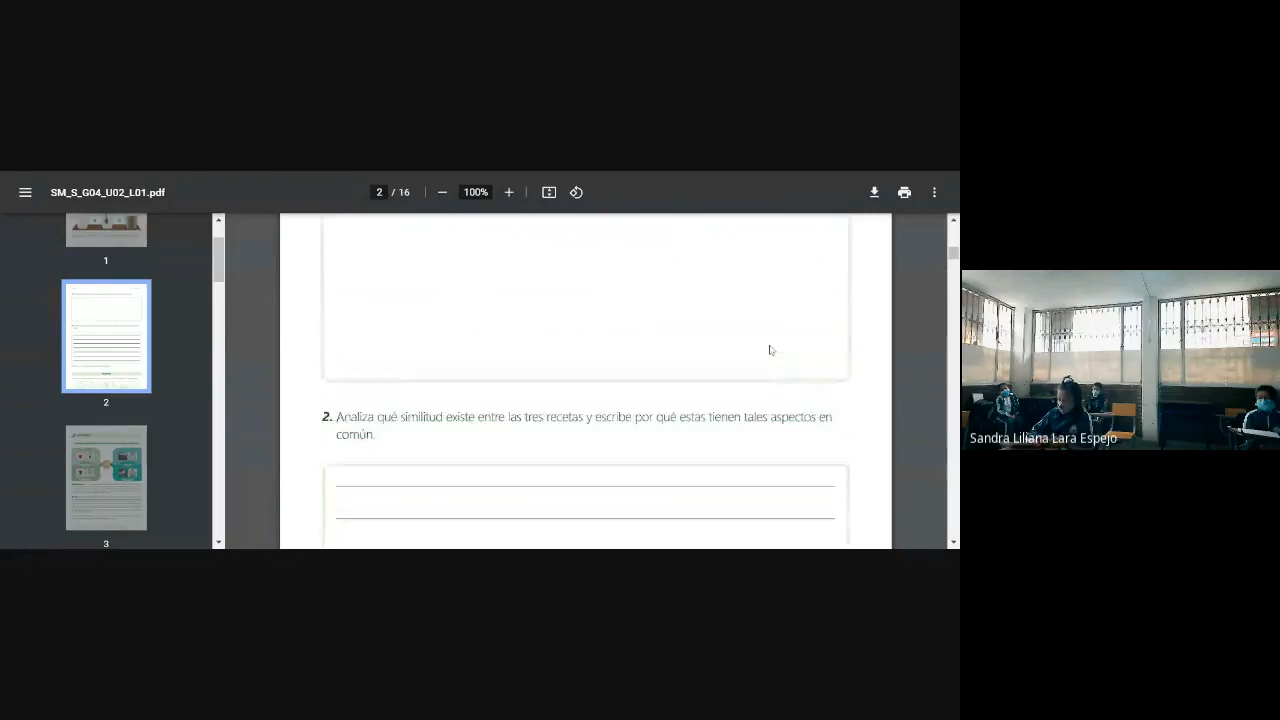 SM_S_G04_U02_L01.pdf
2 / 16
100%
1
2
3
2. Analiza qué similitud existe entre las tres recetas y escribe por qué estas tienen tales aspectos en
común.
Sandra Liliana Lara Espejo